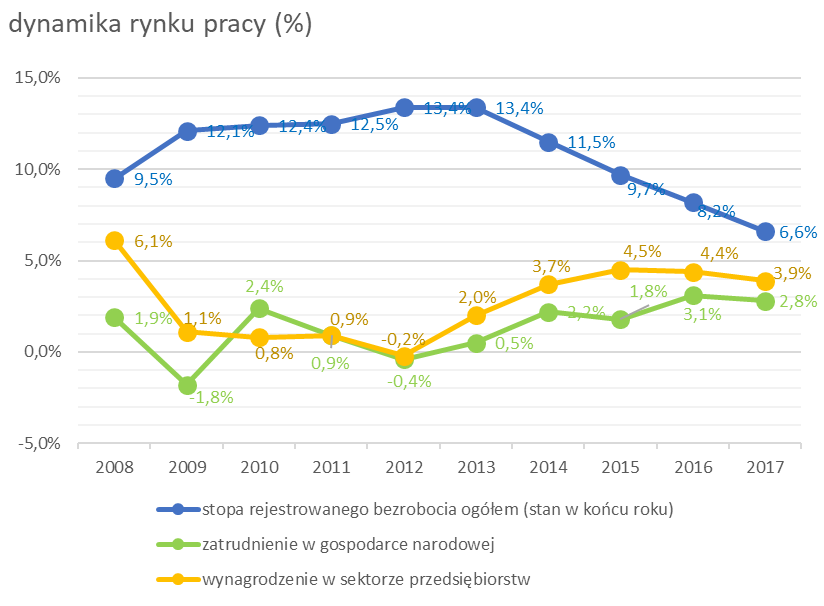 dynamika rynku pracy (%)
15,0%
13,4% 13,4%
12,1% 12,4% 12,5%
11,5%
10,0%
9,5% 9,7%
8,2%
6,6%
6,1%
5,0%
4,5% 4,4%
3,7% 3,9%
2,4% 2,0% 1,8% 2,8%
1,9% 1,1% 0,9% 2,2% 3,1%
0,0%
0,8% 0,9% -0,2% 0,5%
-1,8% -0,4%
-5,0%
2008 2009 2010 2011 2012 2013 2014 2015 2016 2017
stopa rejestrowanego bezrobocia ogółem (stan w końcu roku)
zatrudnienie w gospodarce narodowej
wynagrodzenie w sektorze przedsiębiorstw